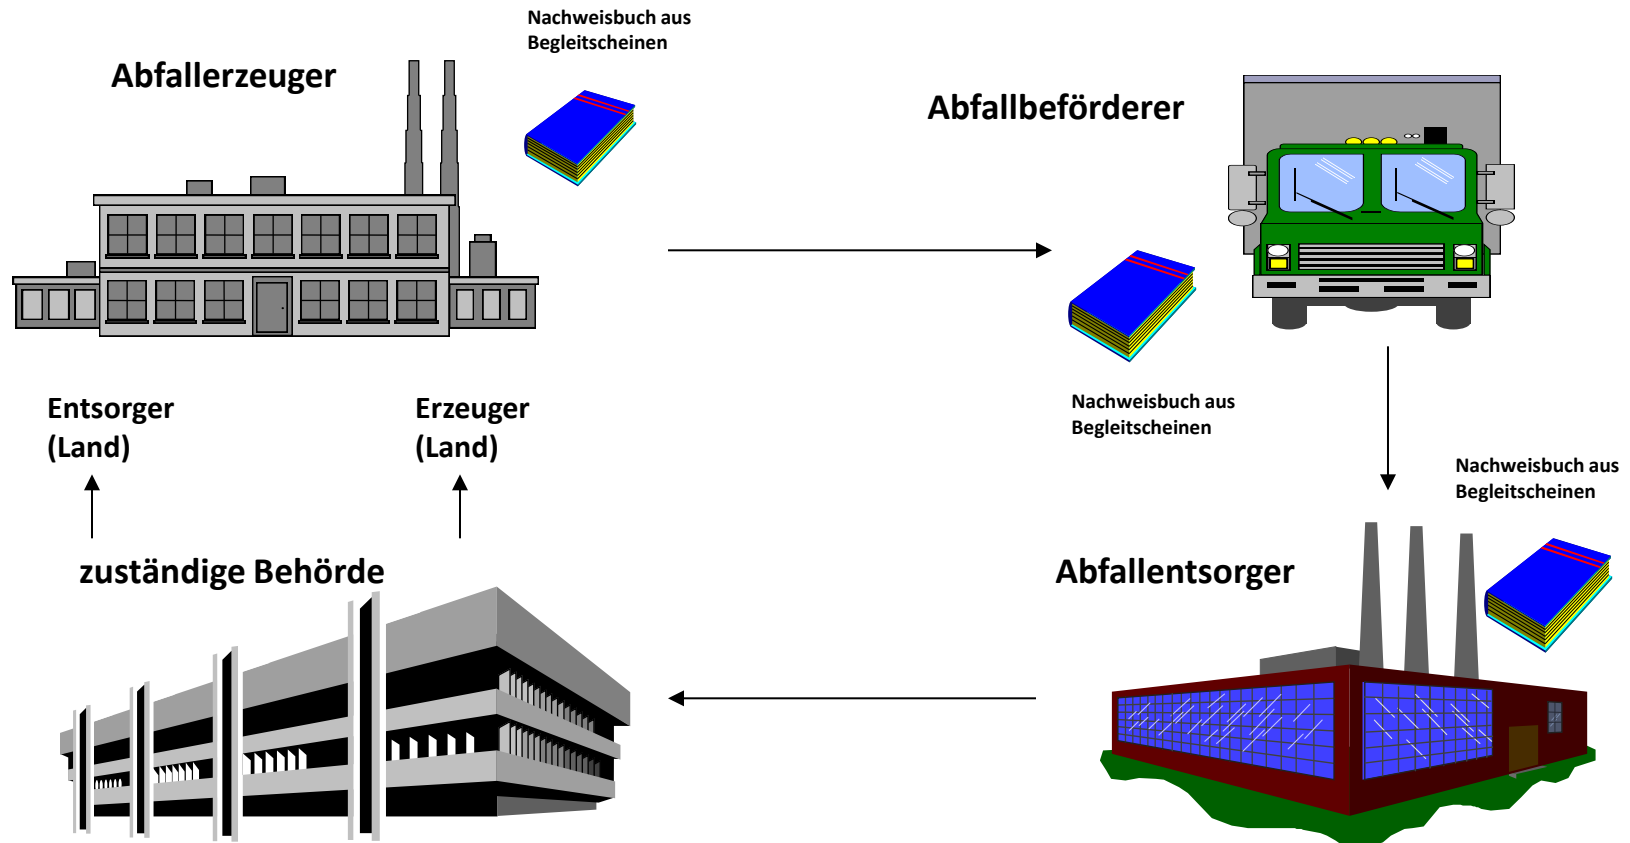 Nachweisbuch aus
Begleitscheinen
Abfallerzeuger
Abfallbeförderer
Nachweisbuch aus
Begleitscheinen
Entsorger
(Land)
Erzeuger
(Land)
Nachweisbuch aus
Begleitscheinen
zuständige Behörde
Abfallentsorger